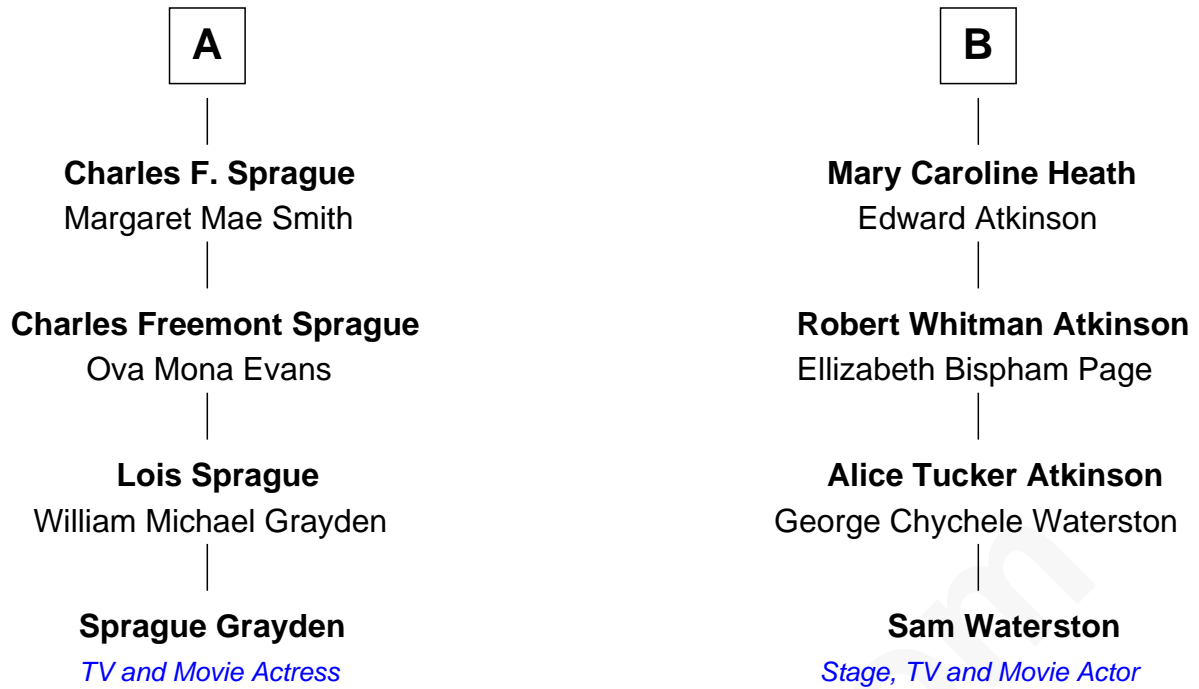 A
B
Charles F. Sprague
Margaret Mae Smith
Mary Caroline Heath
Edward Atkinson
Charles Freemont Sprague
Ova Mona Evans
Robert Whitman Atkinson
Ellizabeth Bispham Page
Lois Sprague
William Michael Grayden
Alice Tucker Atkinson
George Chychele Waterston
Sprague Grayden
TV and Movie Actress
Sam Waterston
Stage, TV and Movie Actor